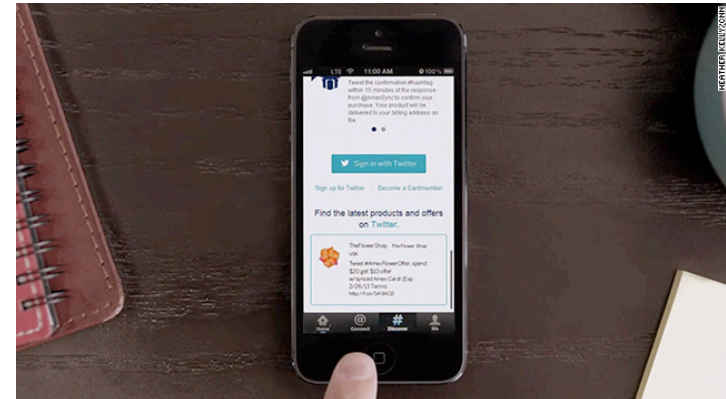 HEATHER KELLY/CNN
LTE 11:00 AM 100%
Tweet the confirmation #hashtag
within 15 minutes of the response
from @AmexSync to confirm your
purchase. Your product will be
delivered to your billing address on
file.
Sign in with Twitter
Sign up for Twitter Become a Cardmember
Find the latest products and offers
on Twitter.
TheFlowerShop The Flower Shop
USA
Tweet #AmexFlowerOffer, spend
$20 get $10 offer
w/synced Amex Card! (Exp
2/26/13 Terms:
Home Connect Discover Me